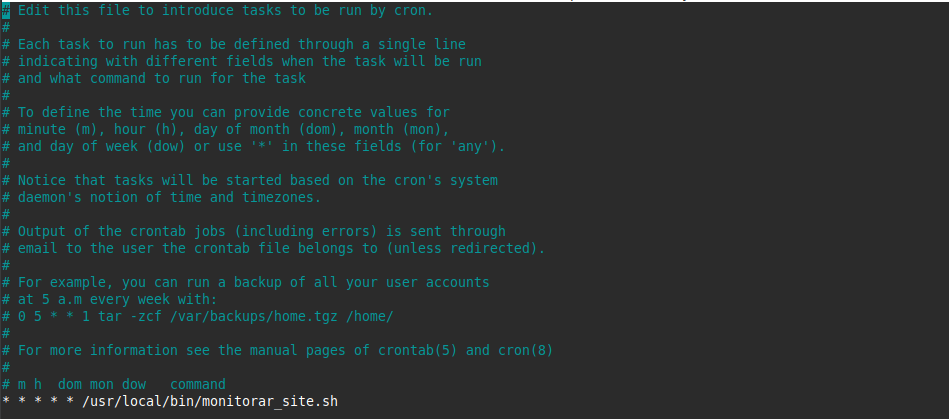 # Edit this file to introduce tasks to be run by cron.
#
# Each task to run has to be defined through a single line
# indicating with different fields when the task will be run
# and what command to run for the task
#
# To define the time you can provide concrete values for
# minute (m), hour (h), day of month (dom), month (mon),
# and day of week (dow) or use '*' in these fields (for 'any').
#
# Notice that tasks will be started based on the cron's system
# daemon's notion of time and timezones.
#
# Output of the crontab jobs (including errors) is sent through
# email to the user the crontab file belongs to (unless redirected).
#
# For example, you can run a backup of all your user accounts
# at 5 a.m every week with:
# 0 5 * * 1 tar -zcf /var/backups/home.tgz /home/
#
# For more information see the manual pages of crontab(5) and cron(8)
#
# m h  dom mon dow   command
* * * * * /usr/local/bin/monitorar_site.sh